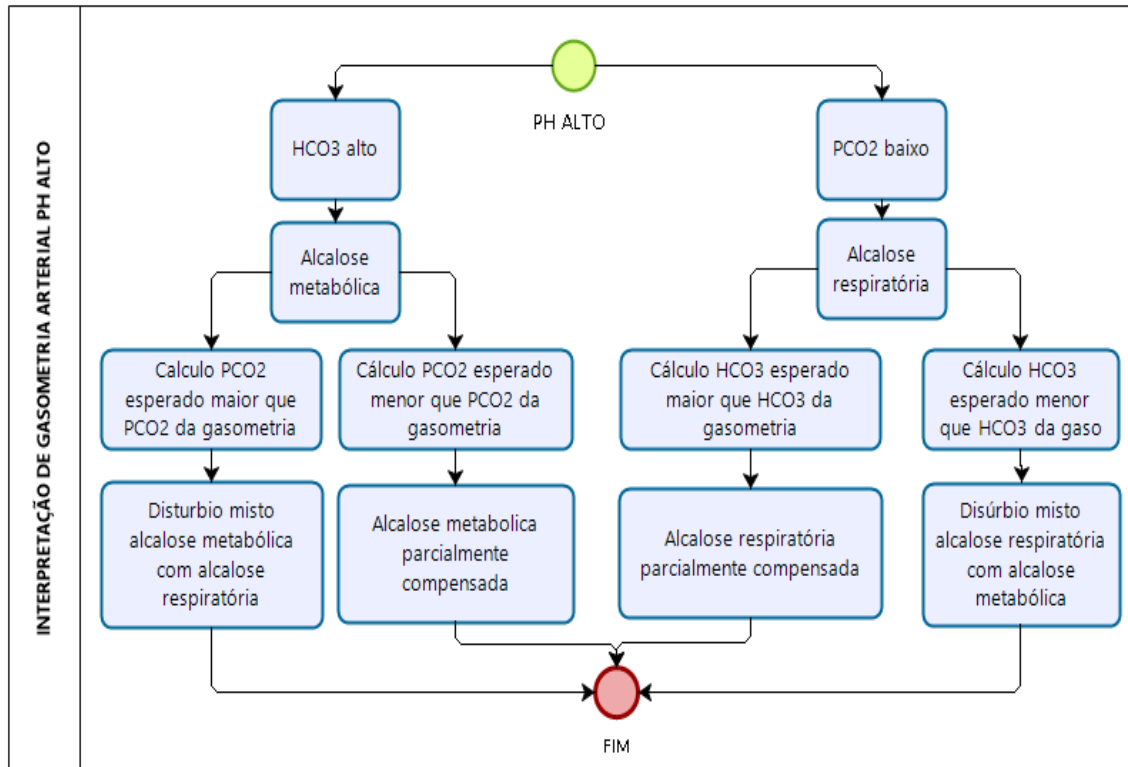 INTERPRETAÇÃO DE GASOMETRIA ARTERIAL PH ALTO
PH ALTO
HCO3 alto
PCO2 baixo
Alcalose
metabólica
Alcalose
respiratória
Calculo PCO2
esperado maior que
PCO2 da gasometria
Cálculo PCO2 esperado
menor que PCO2 da
gasometria
Cálculo HCO3 esperado
maior que HCO3 da
gasometria
Cálculo HCO3
esperado menor
que HCO3 da gaso
Disturbio misto
alcalose metabólica
com alcalose
respiratória
Alcalose metabolica
parcialmente
compensada
Alcalose respiratória
parcialmente compensada
Disúrbio misto
alcalose respiratória
com alcalose
metabólica
FIM